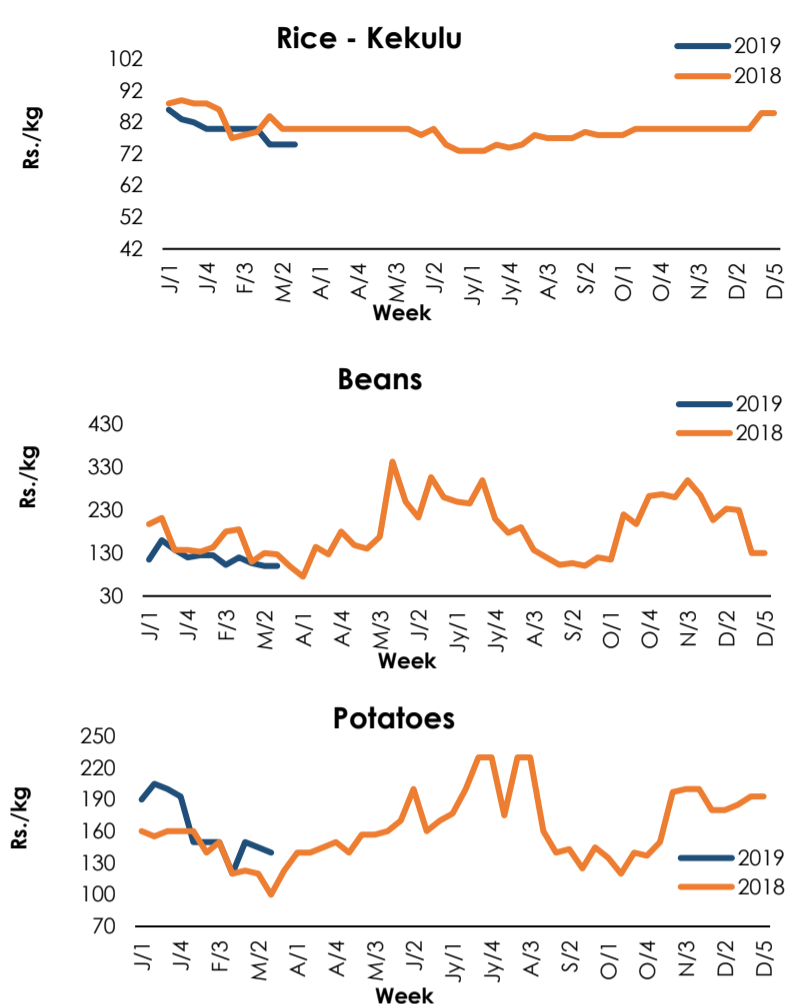 Rice - Kekulu
2019
2018
Rs./kg
102
92
82
72
62
52
42
J/1 J/4 F/3 M/2 A/1 A/4 M/3 J/2 Jy/1 Jy/4 A/3 S/2 O/1 O/4 N/3 D/2 D/5
Week
Beans
2019
2018
Rs./kg
430
330
230
130
30
J/1 J/4 F/3 M/2 A/1 A/4 M/3 J/2 Jy/1 Jy/4 A/3 S/2 O/1 O/4 N/3 D/2 D/5
Week
Potatoes
Rs./kg
250
220
190
160
130
100
70
2019
2018
J/1 J/4 F/3 M/2 A/1 A/4 M/3 J/2 Jy/1 Jy/4 A/3 S/2 O/1 O/4 N/3 D/2 D/5
Week